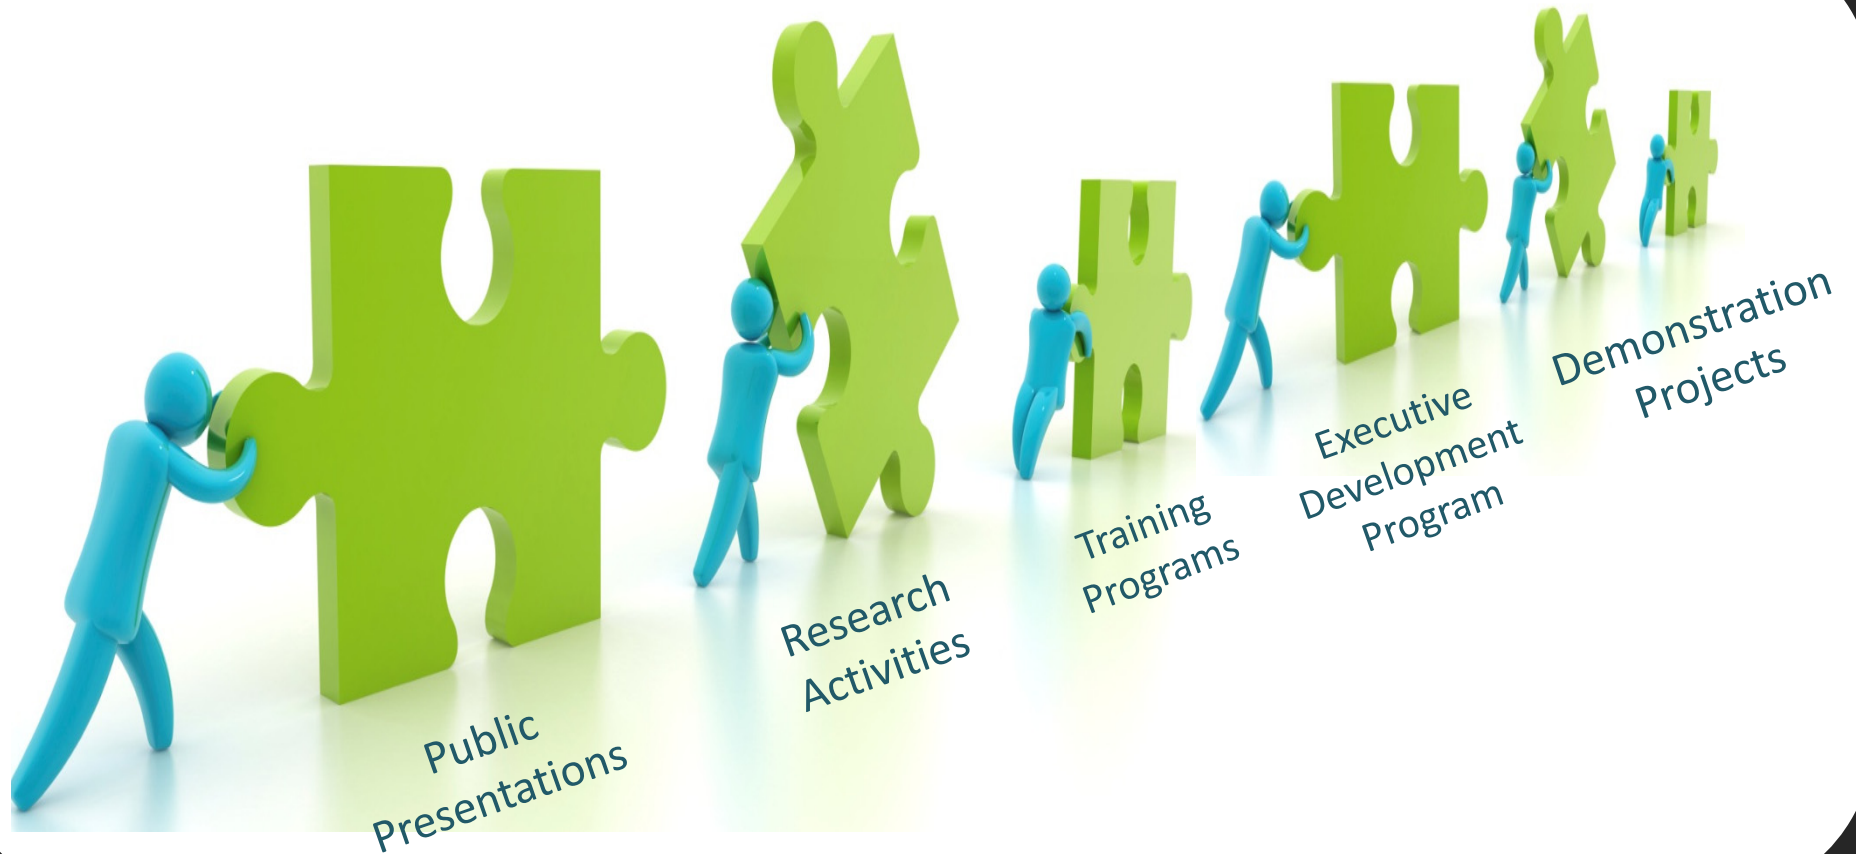 Public
Presentations
Research
Activities
Training
Programs
Executive
Development
Program
Demonstration
Projects